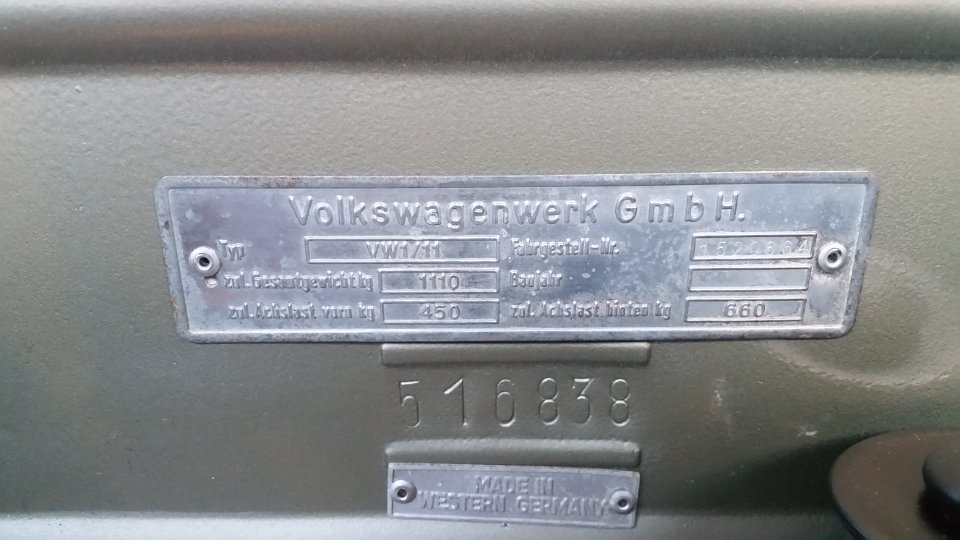 Volkswagenwerk G m b H.
Typ VW1/11 Fahrgestell-Nr. 1520664
zul. Gesamtgewicht kg 1110 Baujahr
zul. Achslast vorn kg 450 zul. Achslast hinten kg 660
516838
MADE IN
WESTERN GERMANY